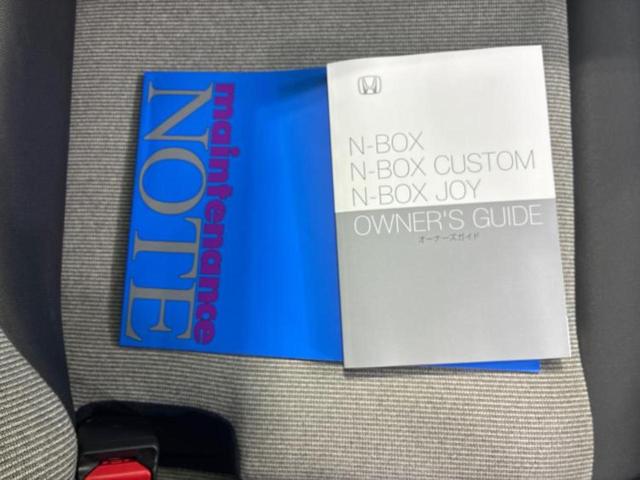 maintenance
NOTE
N-BOX
N-BOX CUSTOM
N-BOX JOY
OWNER'S GUIDE
オーナーズガイド